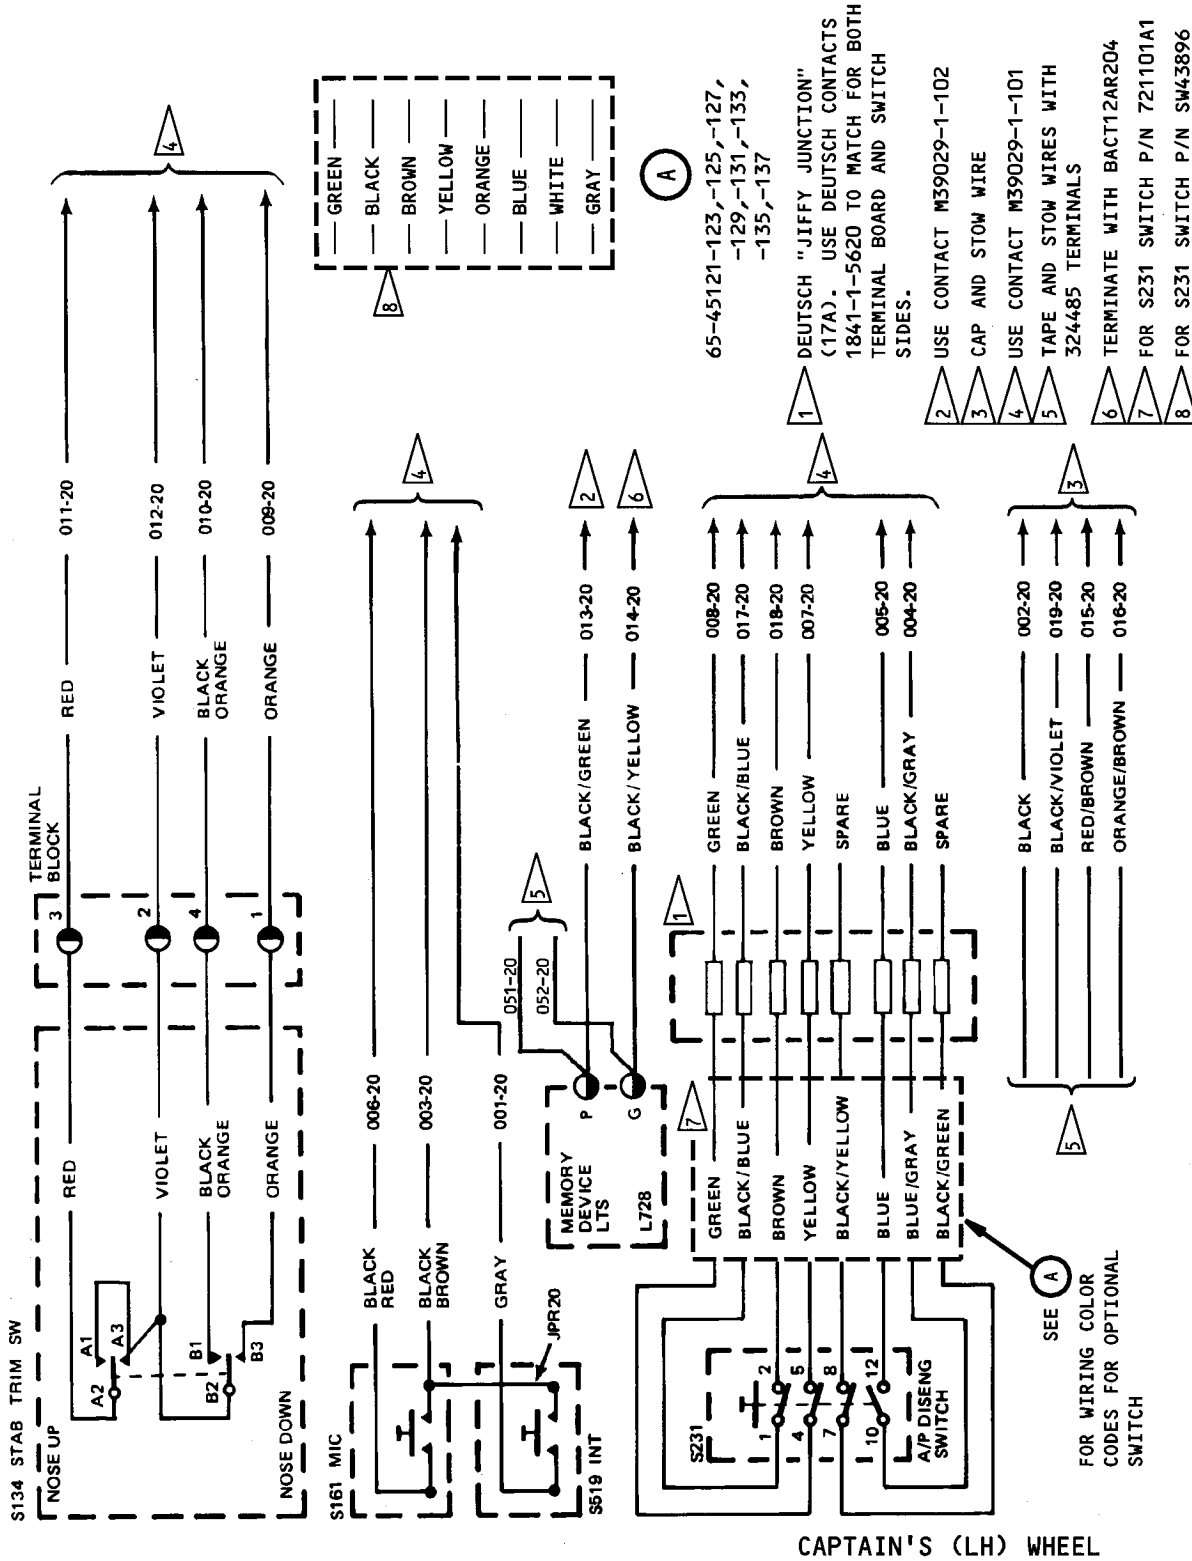 S134 STAB TRIM SW
NOSE UP
NOSE DOWN
A1
A2
A3
B1
B2
B3
RED
VIOLET
BLACK
ORANGE
ORANGE
TERMINAL
BLOCK
3
2
4
1
RED
VIOLET
BLACK
ORANGE
ORANGE
011-20
012-20
010-20
009-20
4
S161 MIC
S519 INT
JPR20
BLACK
RED
BLACK
BROWN
GRAY
006-20
003-20
001-20
4
MEMORY
DEVICE
LTS
L728
P
G
051-20
052-20
5
BLACK/GREEN
BLACK/YELLOW
013-20
014-20
2
6
GREEN
BLACK
BROWN
YELLOW
ORANGE
BLUE
WHITE
GRAY
8
A
S231
A/P DISENG
SWITCH
1
2
4
5
7
8
10
12
7
GREEN
BLACK/BLUE
BROWN
YELLOW
BLACK/YELLOW
BLUE
BLUE/GRAY
BLACK/GREEN
1
GREEN
BLACK/BLUE
BROWN
YELLOW
SPARE
BLUE
BLACK/GRAY
SPARE
008-20
017-20
018-20
007-20
005-20
004-20
4
SEE A
FOR WIRING COLOR
CODES FOR OPTIONAL
SWITCH
5
BLACK
BLACK/VIOLET
RED/BROWN
ORANGE/BROWN
002-20
019-20
015-20
016-20
3
65-45121-123,-125,-127,
-129,-131,-133,
-135,-137
1 DEUTSCH "JIFFY JUNCTION"
(17A). USE DEUTSCH CONTACTS
1841-1-5620 TO MATCH FOR BOTH
TERMINAL BOARD AND SWITCH
SIDES.
2 USE CONTACT M39029-1-102
3 CAP AND STOW WIRE
4 USE CONTACT M39029-1-101
5 TAPE AND STOW WIRES WITH
324485 TERMINALS
6 TERMINATE WITH BACT12AR204
7 FOR S231 SWITCH P/N 721101A1
8 FOR S231 SWITCH P/N SW43896
CAPTAIN'S (LH) WHEEL